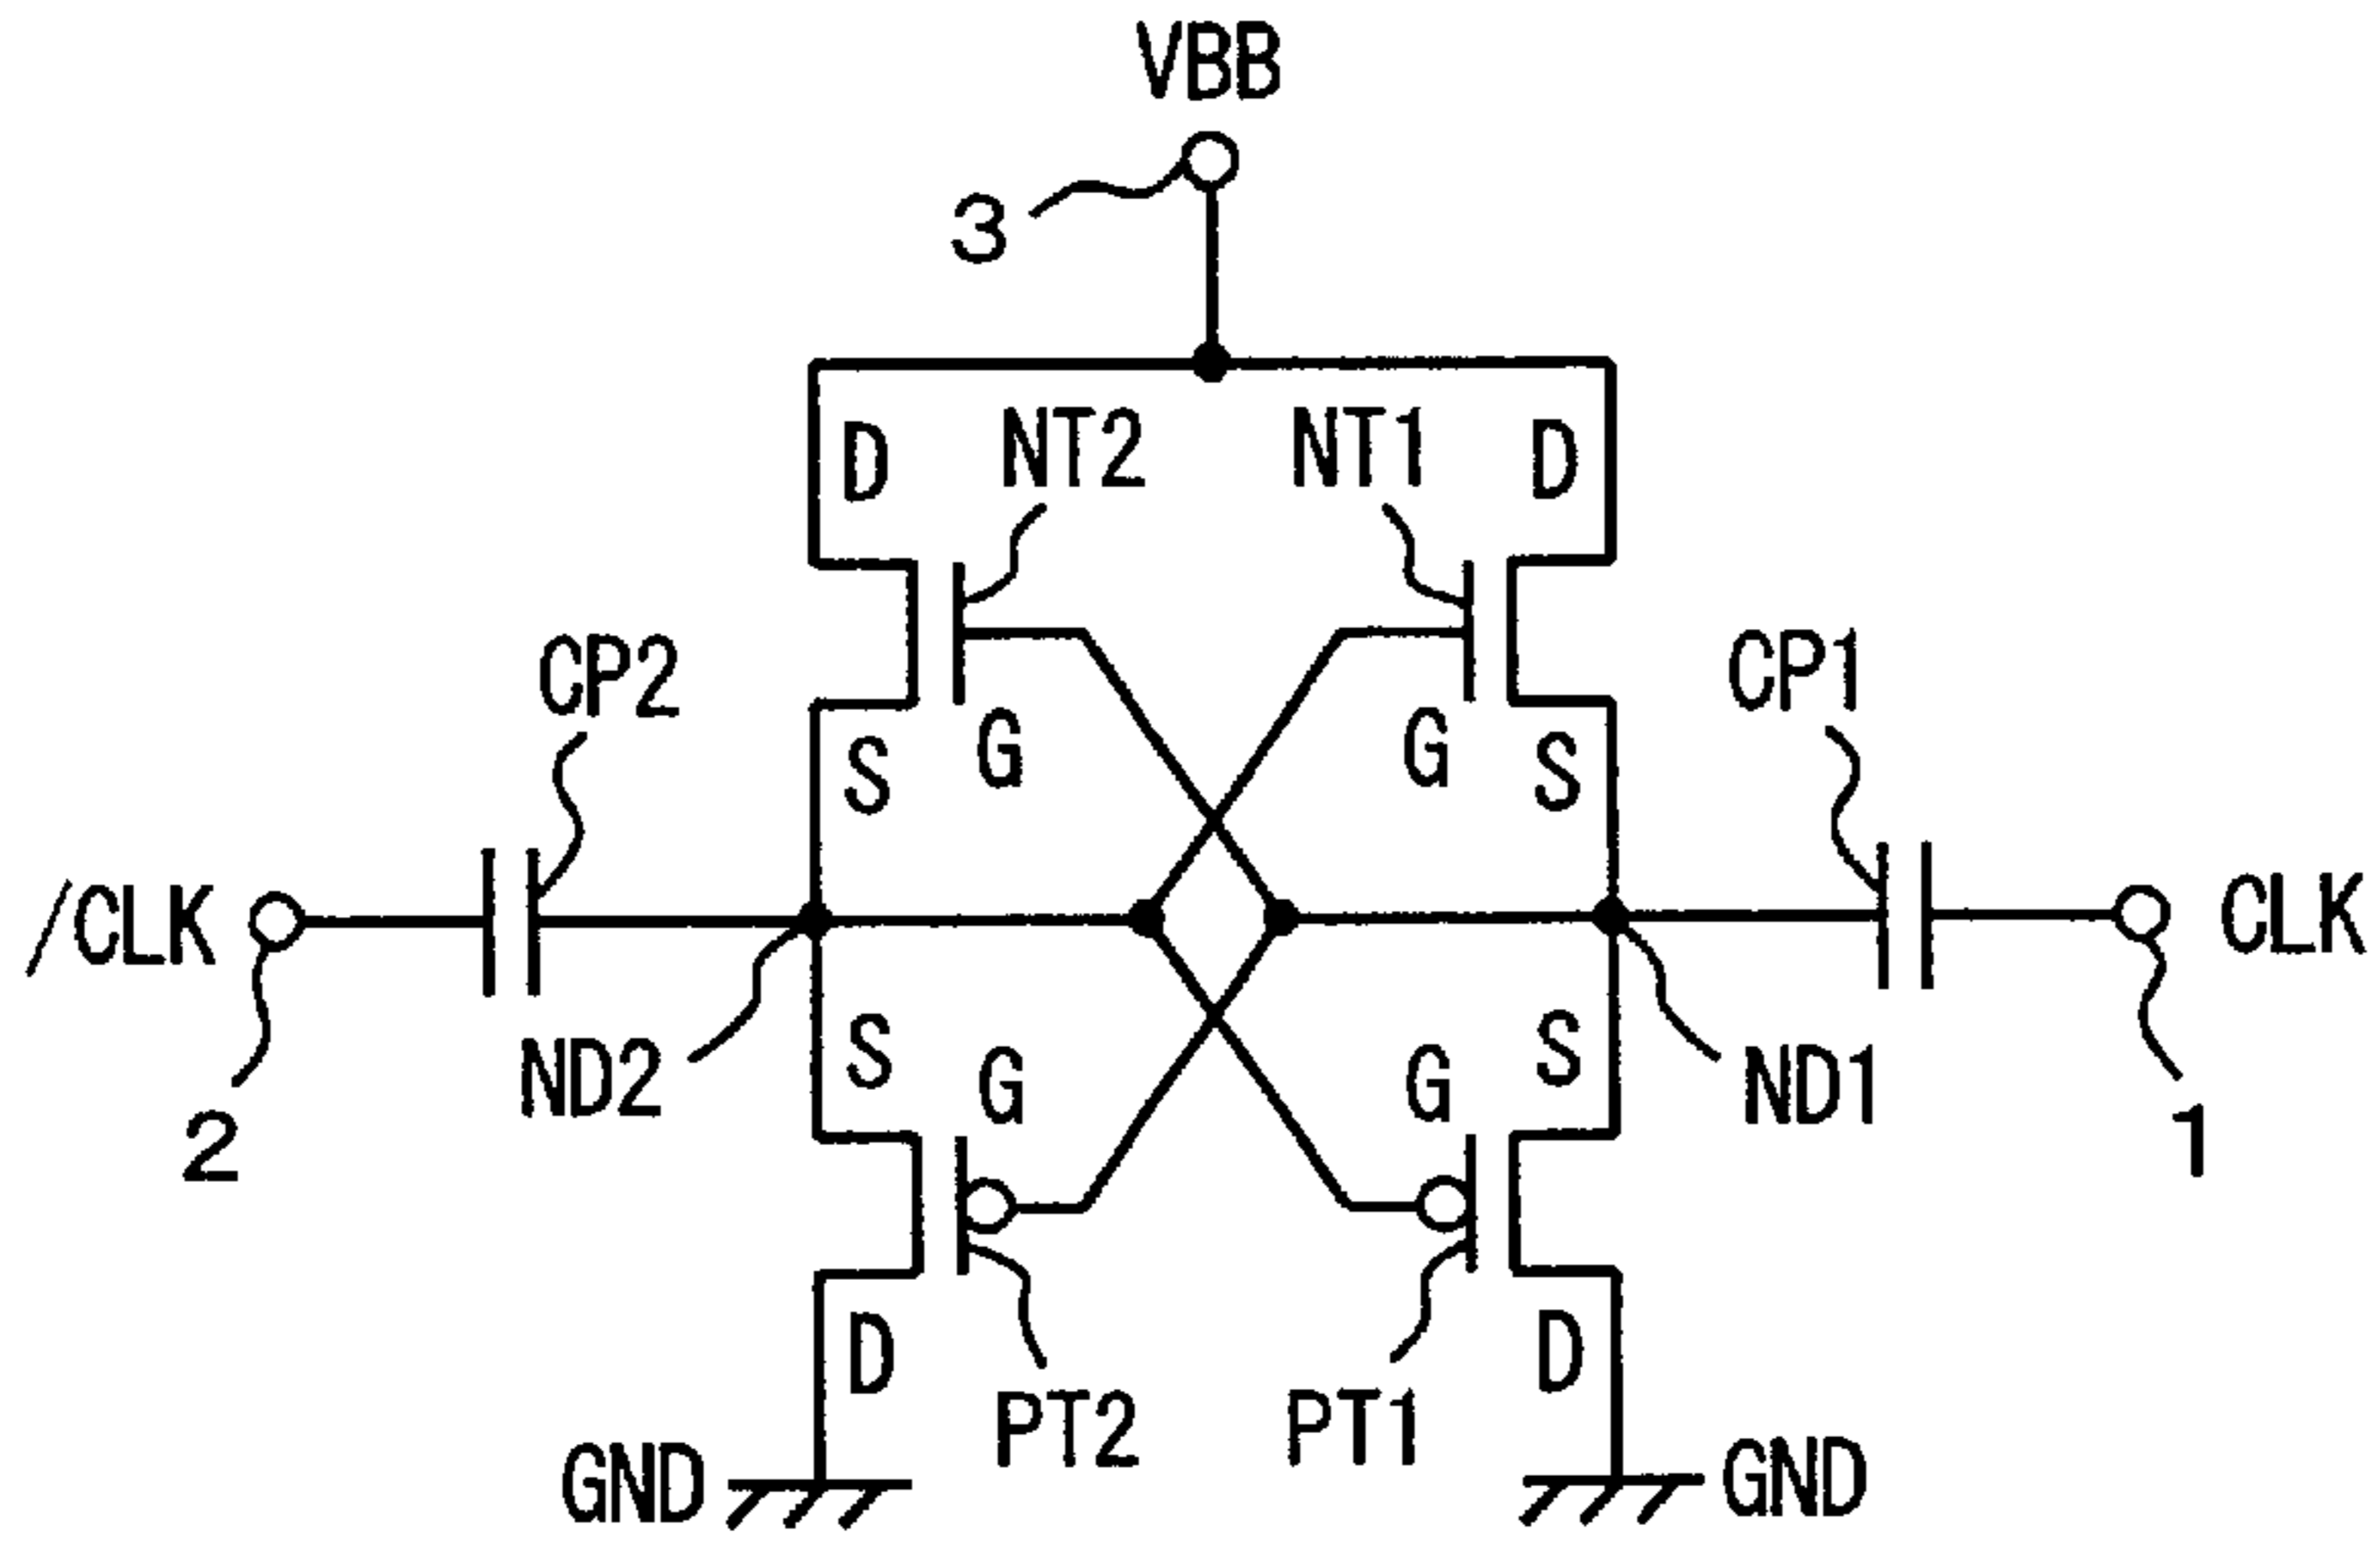 VBB
3
D NT2 NT1 D
CP2 CP1
S G G S
/CLK CLK
ND2 S G G S ND1
2 1
D D
PT2 PT1
GND GND